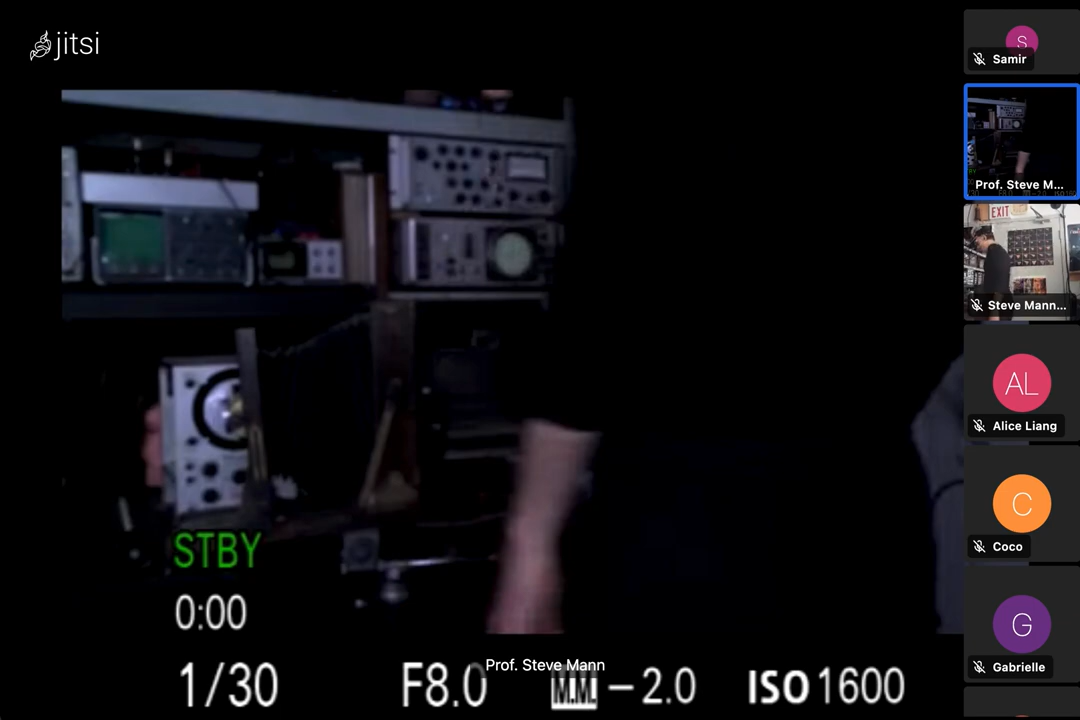 jitsi
STBY
0:00
Prof. Steve Mann
1/30 F8.0 M.M. –2.0 ISO 1600
S
Samir
Prof. Steve M...
EXIT
Steve Mann...
AL
Alice Liang
C
Coco
G
Gabrielle